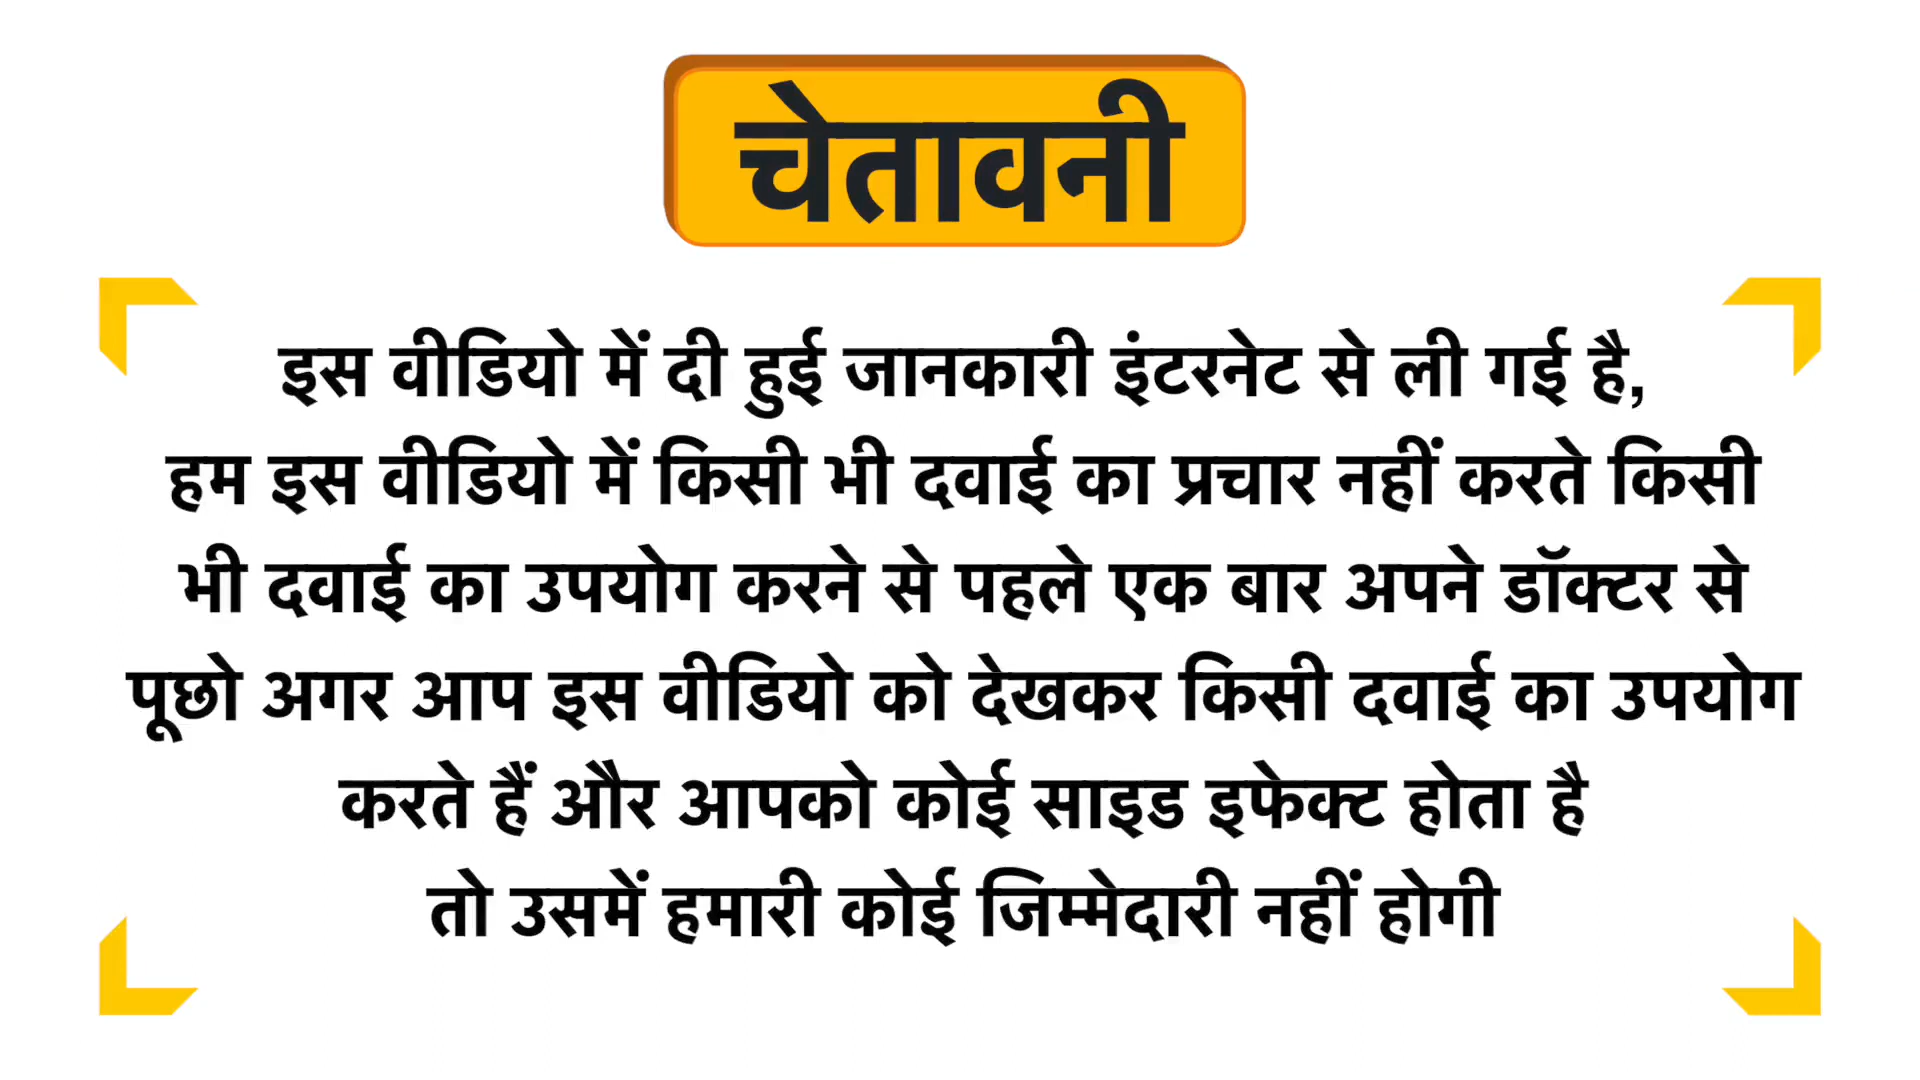 चेतावनी
इस वीडियो में दी हुई जानकारी इंटरनेट से ली गई है,
हम इस वीडियो में किसी भी दवाई का प्रचार नहीं करते किसी
भी दवाई का उपयोग करने से पहले एक बार अपने डॉक्टर से
पूछो अगर आप इस वीडियो को देखकर किसी दवाई का उपयोग
करते हैं और आपको कोई साइड इफेक्ट होता है
तो उसमें हमारी कोई जिम्मेदारी नहीं होगी